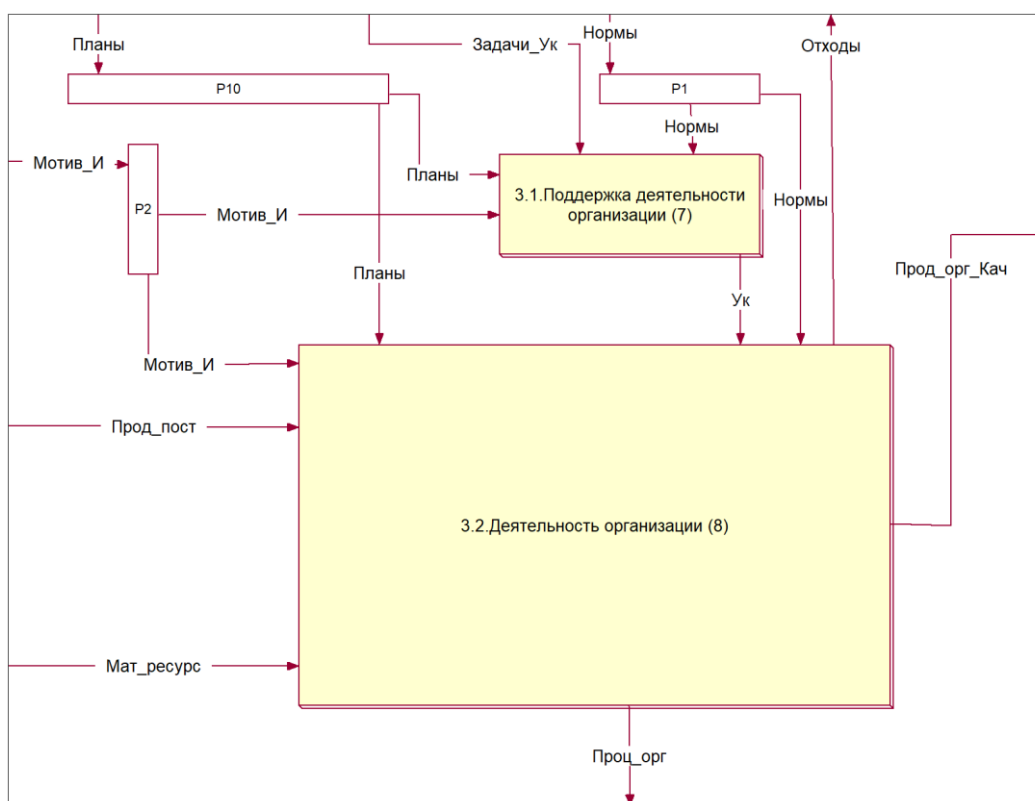 Планы
Задачи_Ук
Нормы
Отходы
P10
P1
Нормы
Мотив_И
Планы
3.1.Поддержка деятельности
организации (7)
Нормы
P2
Мотив_И
Планы
Ук
Прод_орг_Кач
Мотив_И
Прод_пост
3.2.Деятельность организации (8)
Мат_ресурс
Проц_орг